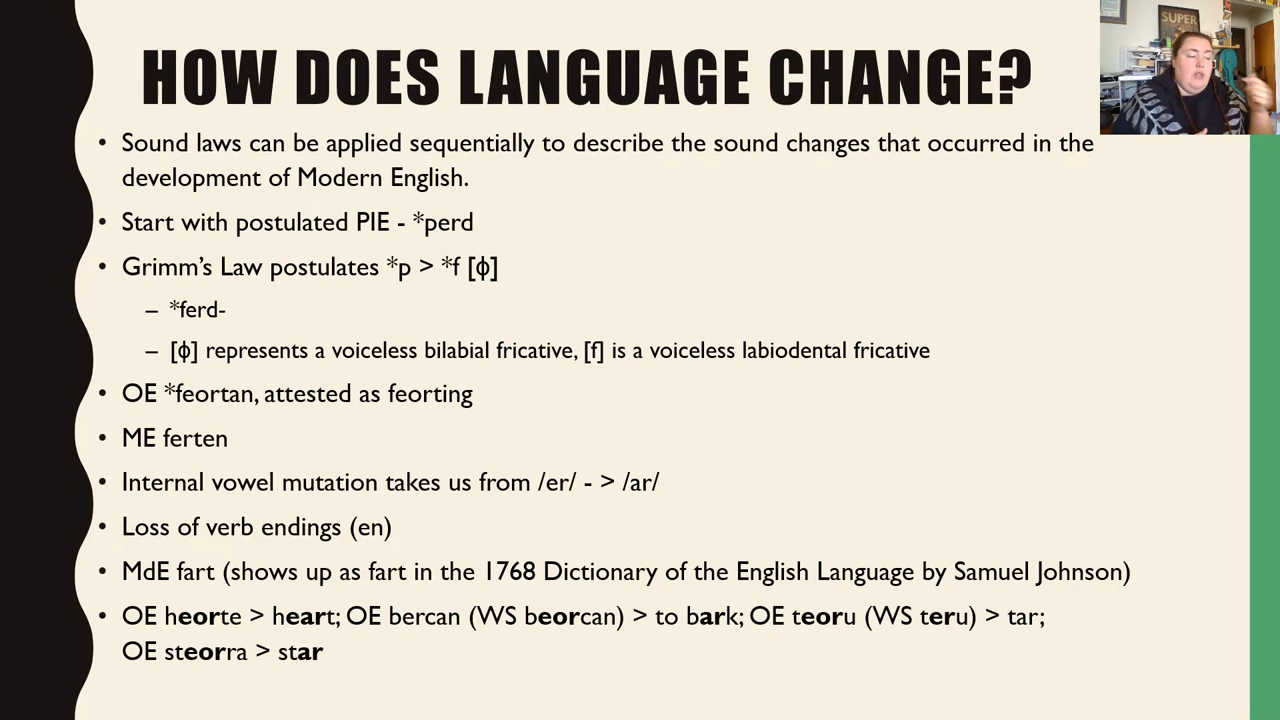 HOW DOES LANGUAGE CHANGE?
SUPER
• Sound laws can be applied sequentially to describe the sound changes that occurred in the
development of Modern English.
• Start with postulated PIE - *perd
• Grimm's Law postulates *p > *f [ɸ]
– *ferd-
– [ɸ] represents a voiceless bilabial fricative, [f] is a voiceless labiodental fricative
• OE *feortan, attested as feorting
• ME ferten
• Internal vowel mutation takes us from /er/ - > /ar/
• Loss of verb endings (en)
• MdE fart (shows up as fart in the 1768 Dictionary of the English Language by Samuel Johnson)
• OE heorte > heart; OE bercan (WS beorcan) > to bark; OE teoru (WS teru) > tar;
OE steorra > star